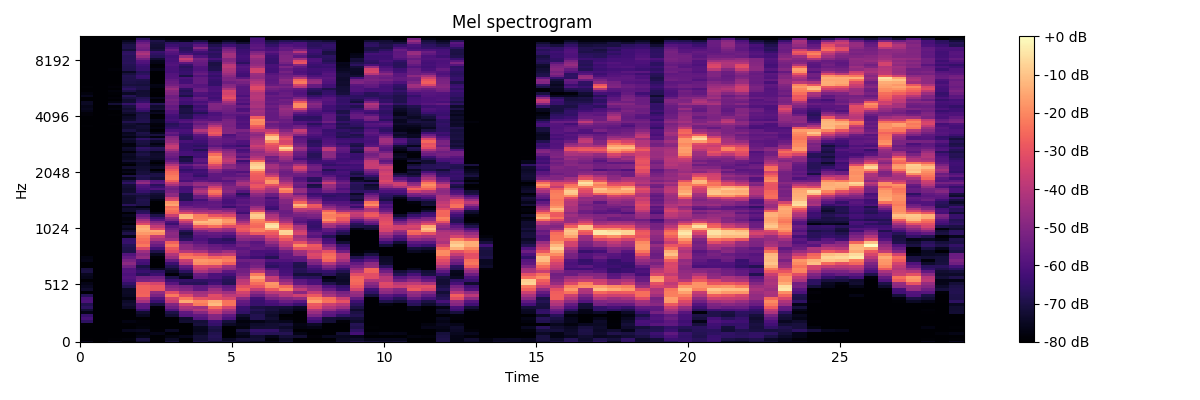 Mel spectrogram
8192
4096
2048
1024
512
0
Hz
0 5 10 15 20 25
Time
+0 dB
-10 dB
-20 dB
-30 dB
-40 dB
-50 dB
-60 dB
-70 dB
-80 dB